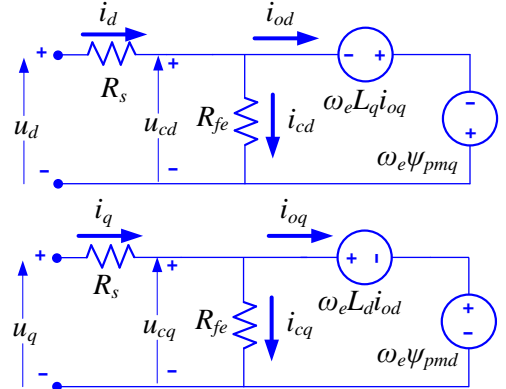 i_d
i_od
+
+
- +
R_s
ω_e L_q i_oq
u_d
u_cd
R_fe
i_cd
-
+
ω_e ψ_pmq
-
-
i_q
i_oq
+
+
+ -
R_s
ω_e L_d i_od
u_q
u_cq
R_fe
i_cq
+
-
ω_e ψ_pmd
-
-